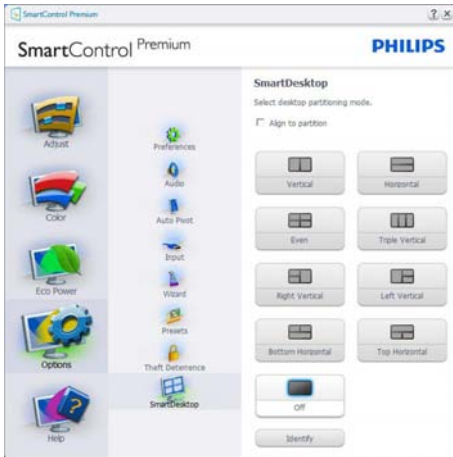 SmartControl Premium
SmartControl Premium
PHILIPS
Adjust
Color
Eco Power
Options
Help
Preferences
Audio
Auto Pivot
Input
Wizard
Presets
Theft Deterrence
SmartDesktop
SmartDesktop
Select desktop partitioning mode.
Align to partition
Vertical
Horizontal
Even
Triple Vertical
Right Vertical
Left Vertical
Bottom Horizontal
Top Horizontal
Off
Identify